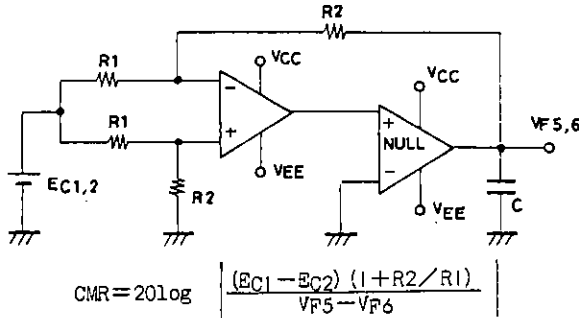 R2
R1
VCC
VCC
−
R1
+
+
NULL
−
VF5,6
EC1,2
R2
VEE
VEE
C
CMR=20log | (EC1−EC2) (1+R2/R1) / VF5−VF6 |